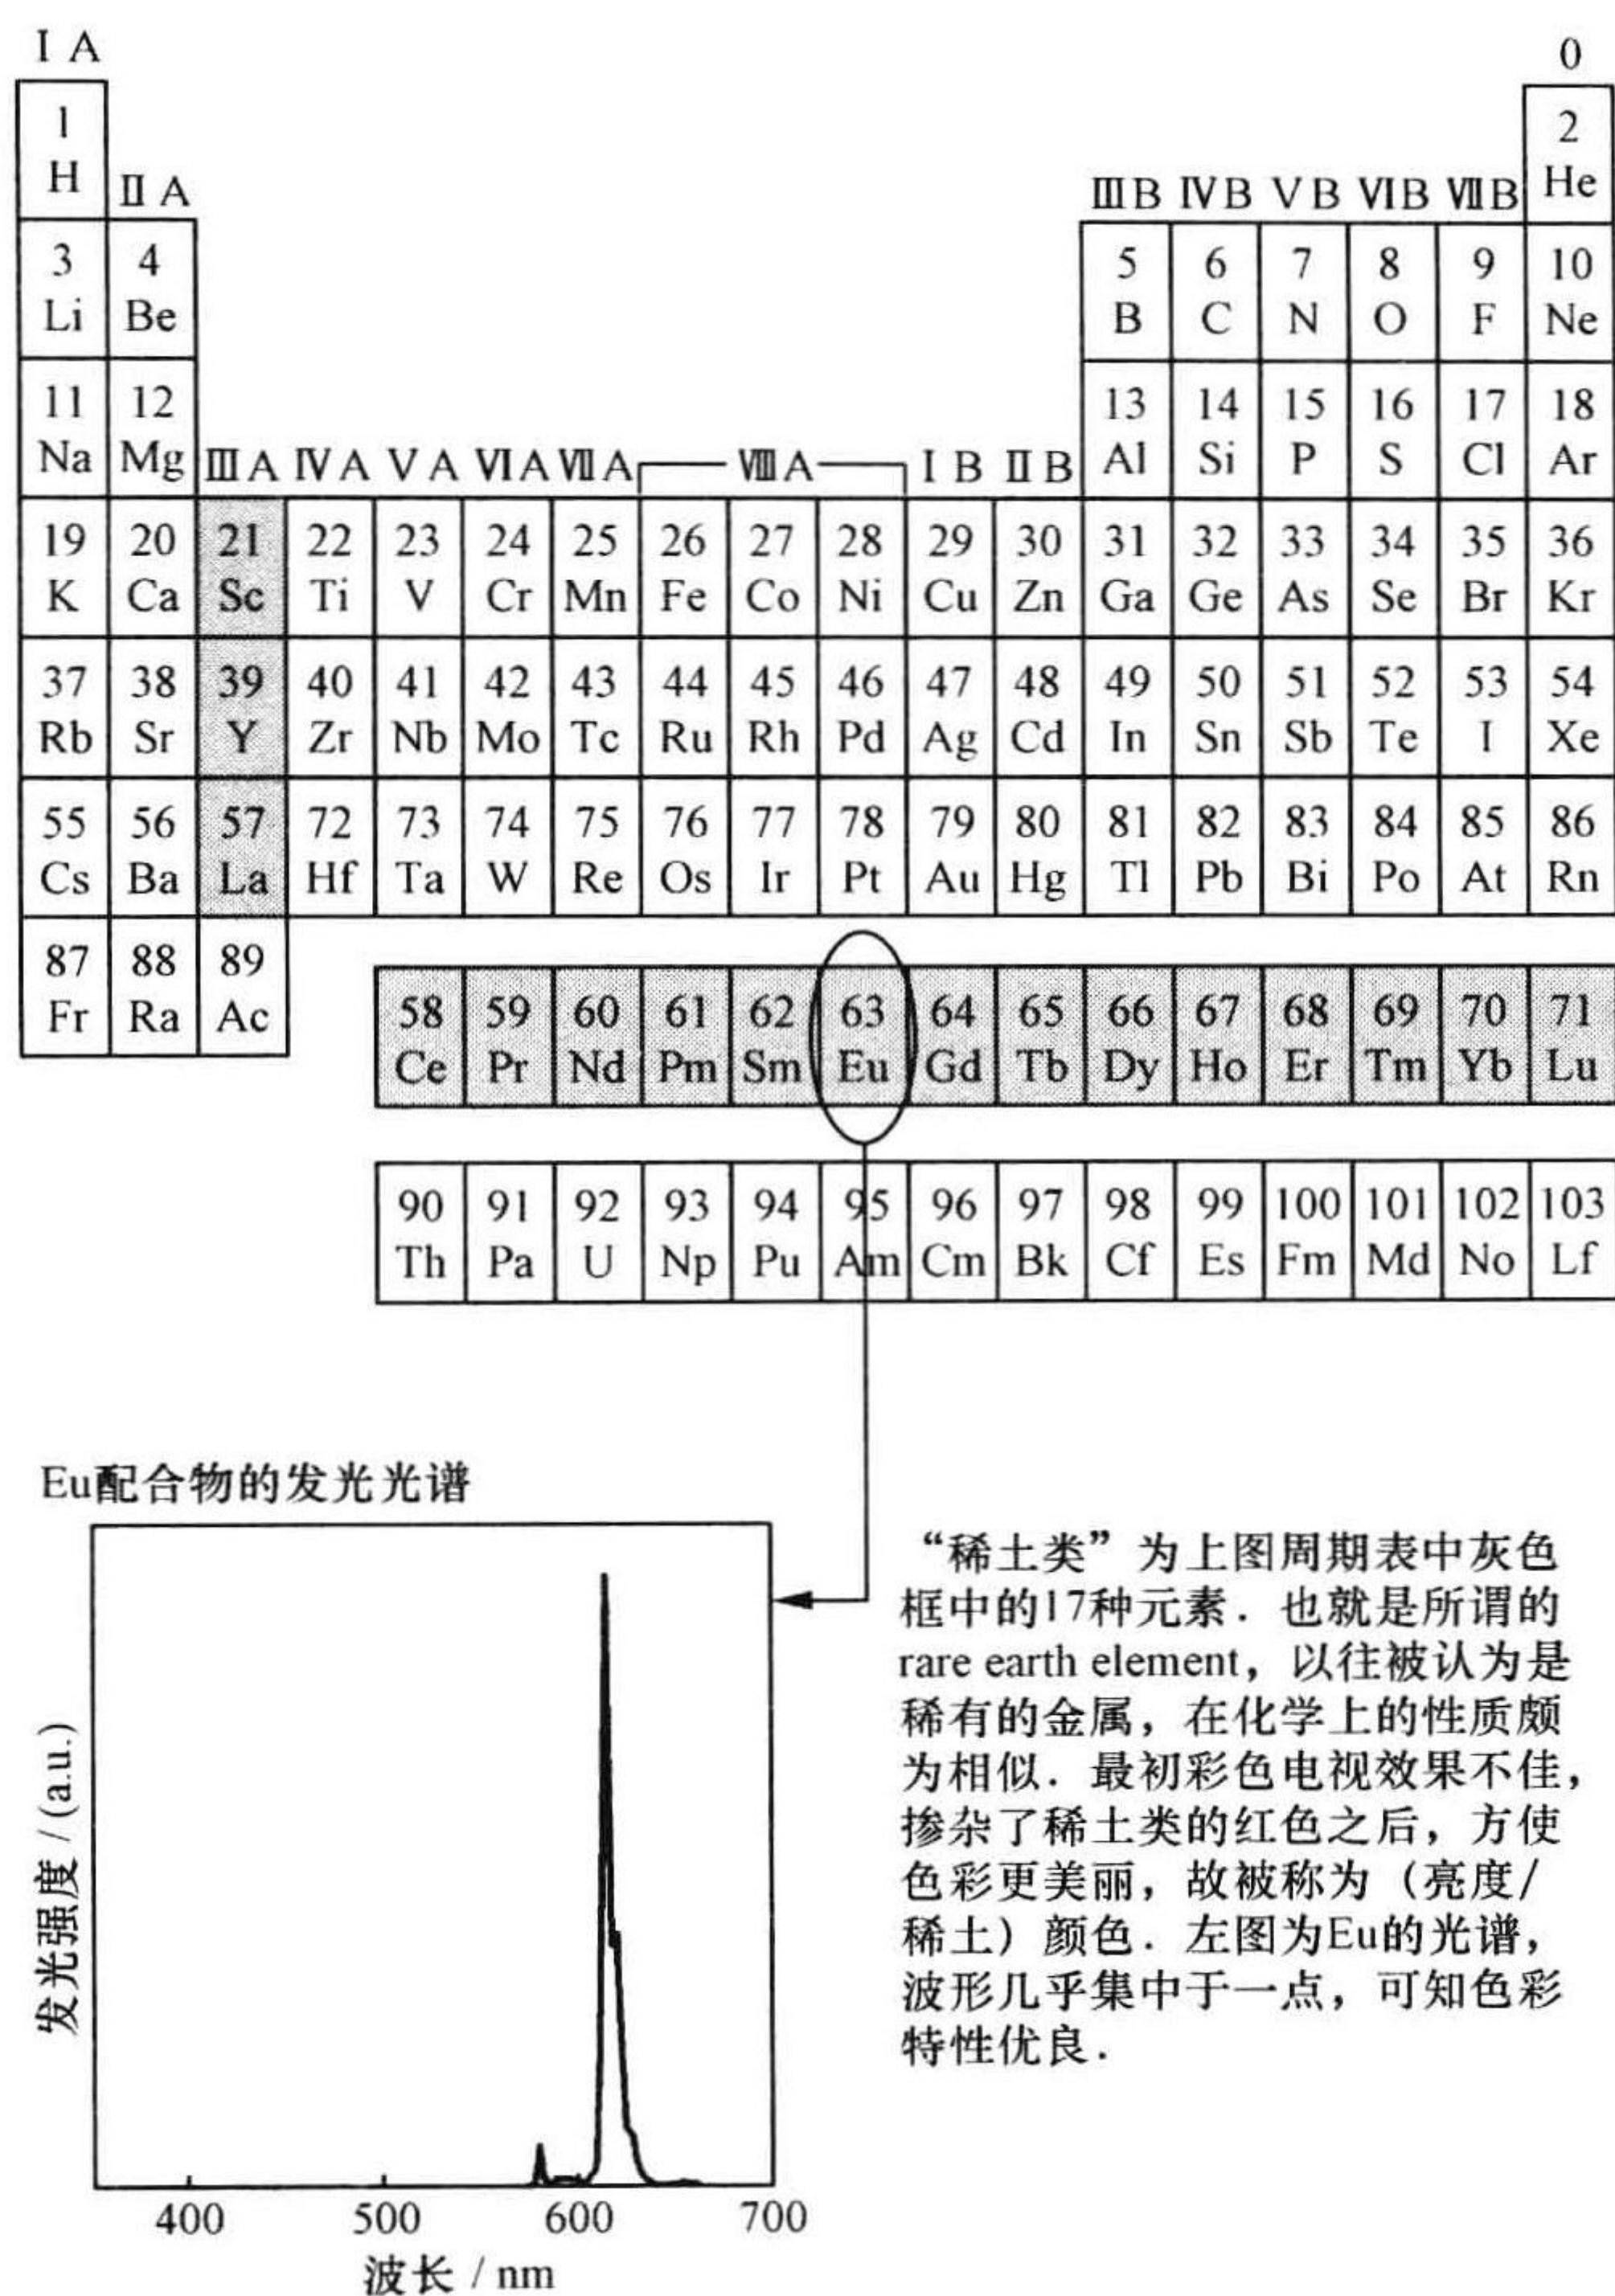 I A 0
1 2
H II A III B IV B V B VI B VII B He
3 4 5 6 7 8 9 10
Li Be B C N O F Ne
11 12 13 14 15 16 17 18
Na Mg III A IV A V A VI A VII A VIII A I B II B Al Si P S Cl Ar
19 20 21 22 23 24 25 26 27 28 29 30 31 32 33 34 35 36
K Ca Sc Ti V Cr Mn Fe Co Ni Cu Zn Ga Ge As Se Br Kr
37 38 39 40 41 42 43 44 45 46 47 48 49 50 51 52 53 54
Rb Sr Y Zr Nb Mo Tc Ru Rh Pd Ag Cd In Sn Sb Te I Xe
55 56 57 72 73 74 75 76 77 78 79 80 81 82 83 84 85 86
Cs Ba La Hf Ta W Re Os Ir Pt Au Hg Tl Pb Bi Po At Rn
87 88 89
Fr Ra Ac
58 59 60 61 62 63 64 65 66 67 68 69 70 71
Ce Pr Nd Pm Sm Eu Gd Tb Dy Ho Er Tm Yb Lu
90 91 92 93 94 95 96 97 98 99 100 101 102 103
Th Pa U Np Pu Am Cm Bk Cf Es Fm Md No Lf
Eu配合物的发光光谱
发光强度 / (a.u.)
400 500 600 700
波长 / nm
“稀土类”为上图周期表中灰色
框中的17种元素．也就是所谓的
rare earth element，以往被认为是
稀有的金属，在化学上的性质颇
为相似．最初彩色电视效果不佳，
掺杂了稀土类的红色之后，方使
色彩更美丽，故被称为（亮度/
稀土）颜色．左图为Eu的光谱，
波形几乎集中于一点，可知色彩
特性优良．